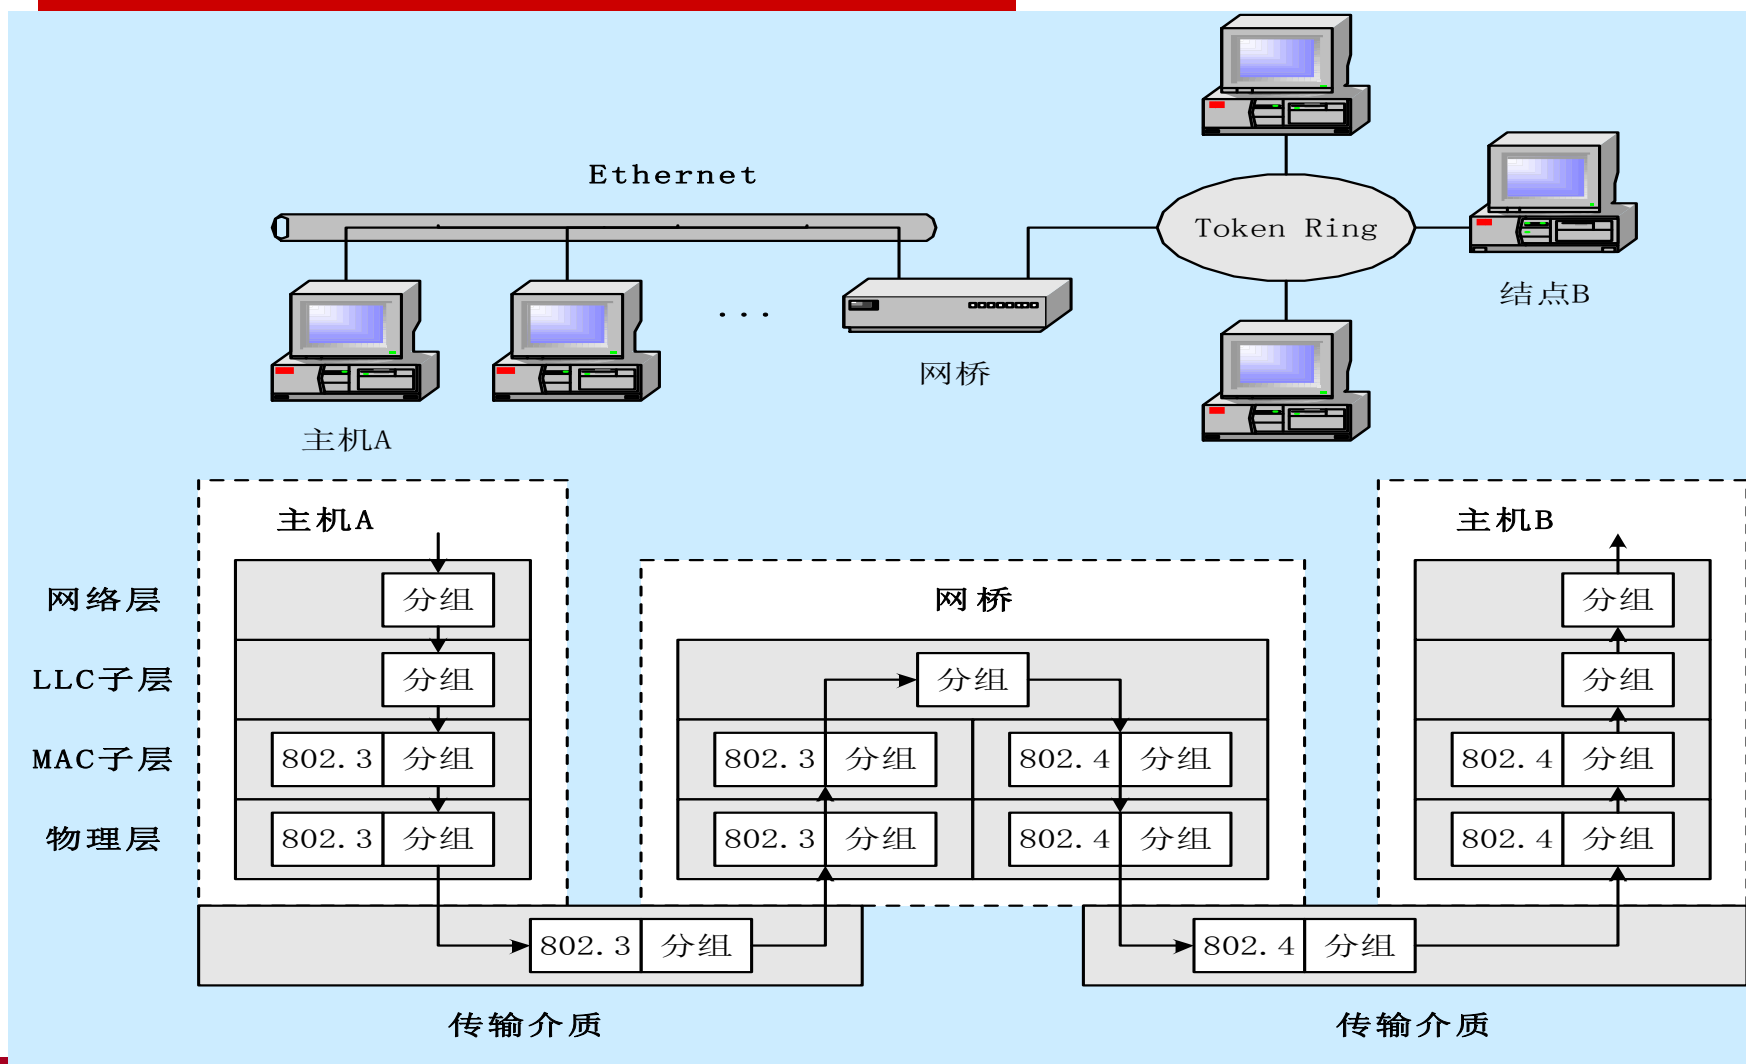 Ethernet
Token Ring
结点B
...
网桥
主机A
主机A
主机B
网络层
分组
网桥
分组
LLC子层
分组
分组
分组
MAC子层
802.3 分组
802.3 分组
802.4 分组
802.4 分组
物理层
802.3 分组
802.3 分组
802.4 分组
802.4 分组
802.3 分组
802.4 分组
传输介质
传输介质